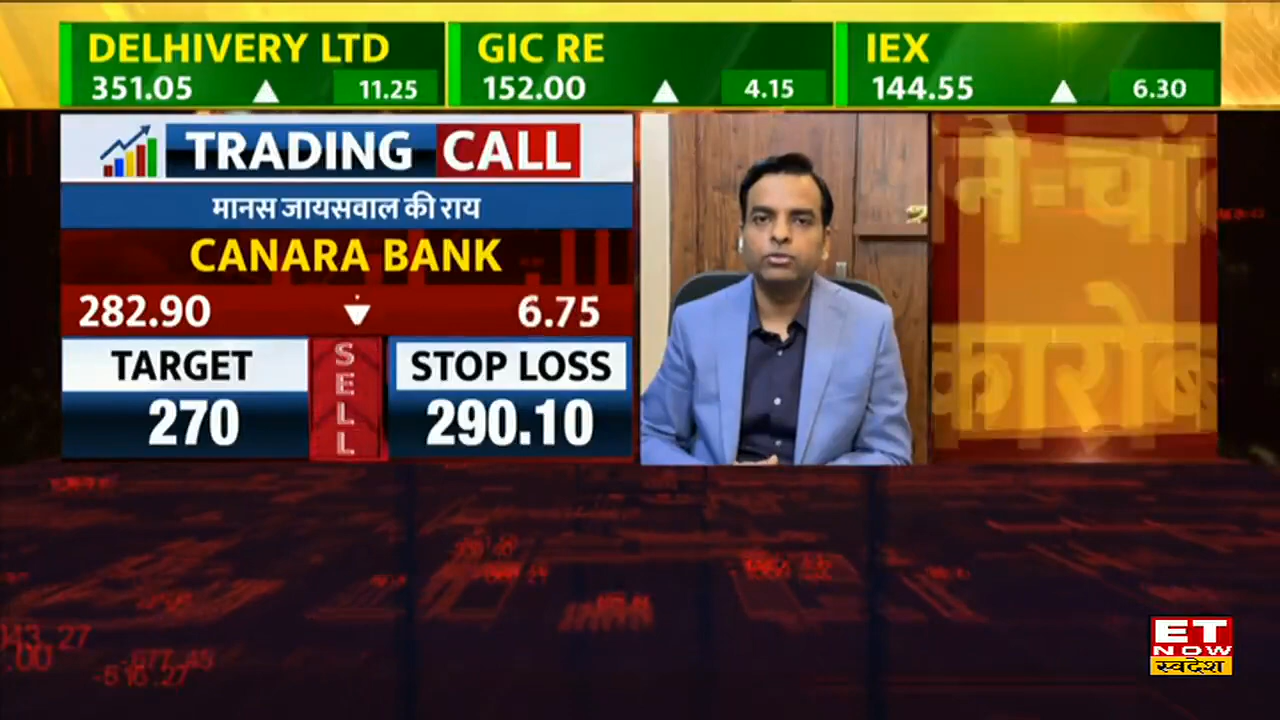 DELHIVERY LTD
351.05 ▲ 11.25
GIC RE
152.00 ▲ 4.15
IEX
144.55 ▲ 6.30
TRADING CALL
मानस जायसवाल की राय
CANARA BANK
282.90 ▼ 6.75
TARGET
270
SELL
STOP LOSS
290.10
ने-चां
कारोब
ET
NOW
स्वदेश